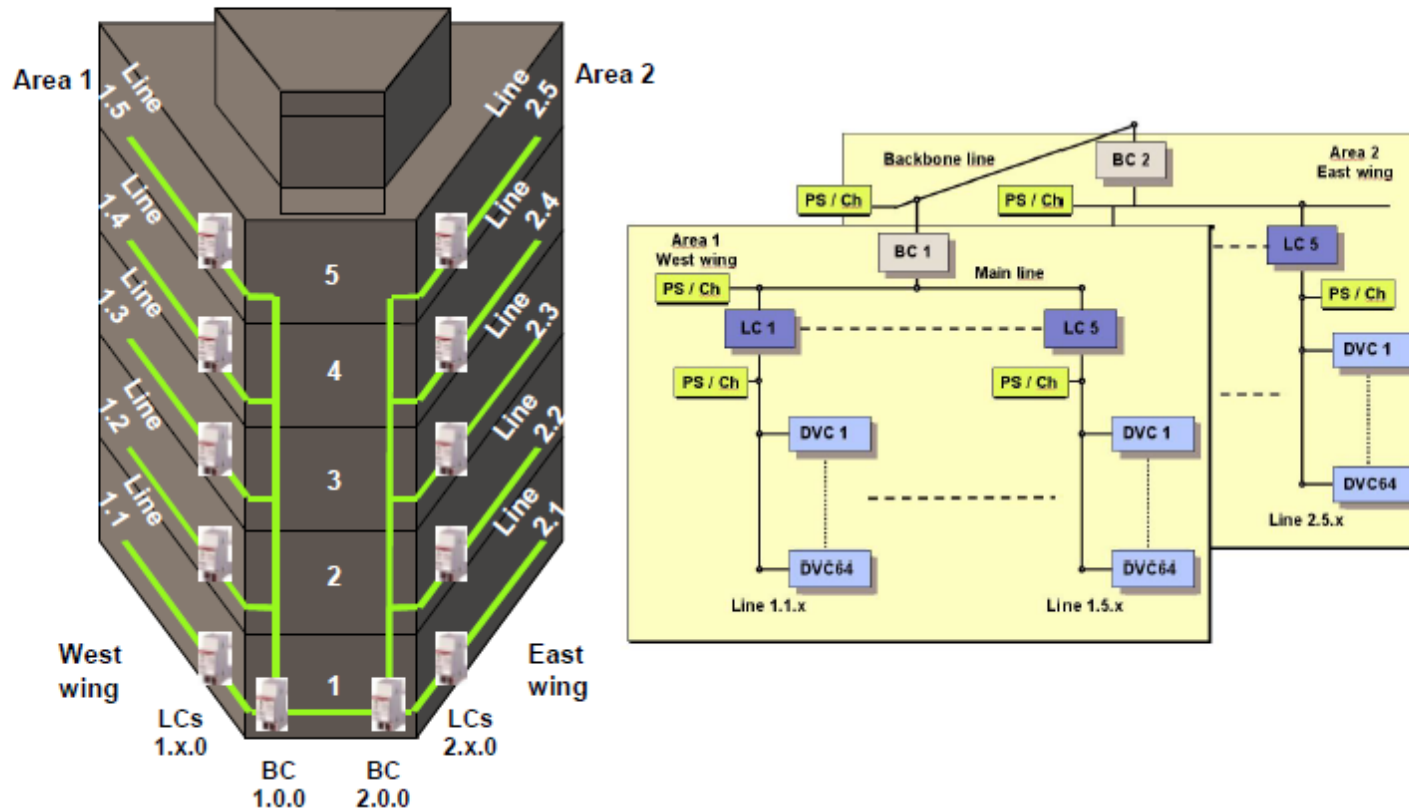 Area 1
Line
1.5
Line
1.4
Line
1.3
Line
1.2
Line
1.1
West
wing
LCs
1.x.0
BC
1.0.0
5
4
3
2
1
Area 2
Line
2.5
Line
2.4
Line
2.3
Line
2.2
Line
2.1
East
wing
LCs
2.x.0
BC
2.0.0
Backbone line
BC 2
Area 2
East wing
PS / Ch
PS / Ch
LC 5
PS / Ch
DVC 1
DVC64
Line 2.5.x
Area 1
West wing
BC 1
Main line
PS / Ch
LC 1
LC 5
PS / Ch
PS / Ch
DVC 1
DVC 1
DVC64
DVC64
Line 1.1.x
Line 1.5.x